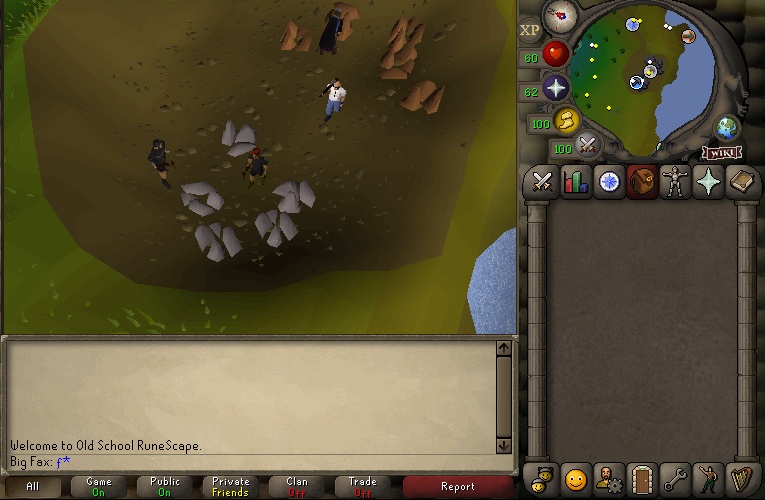 XP
60
62
100
100
WIKI
Welcome to Old School RuneScape.
Big Fax: f*
All
Game
On
Public
On
Private
Friends
Clan
Off
Trade
Off
Report